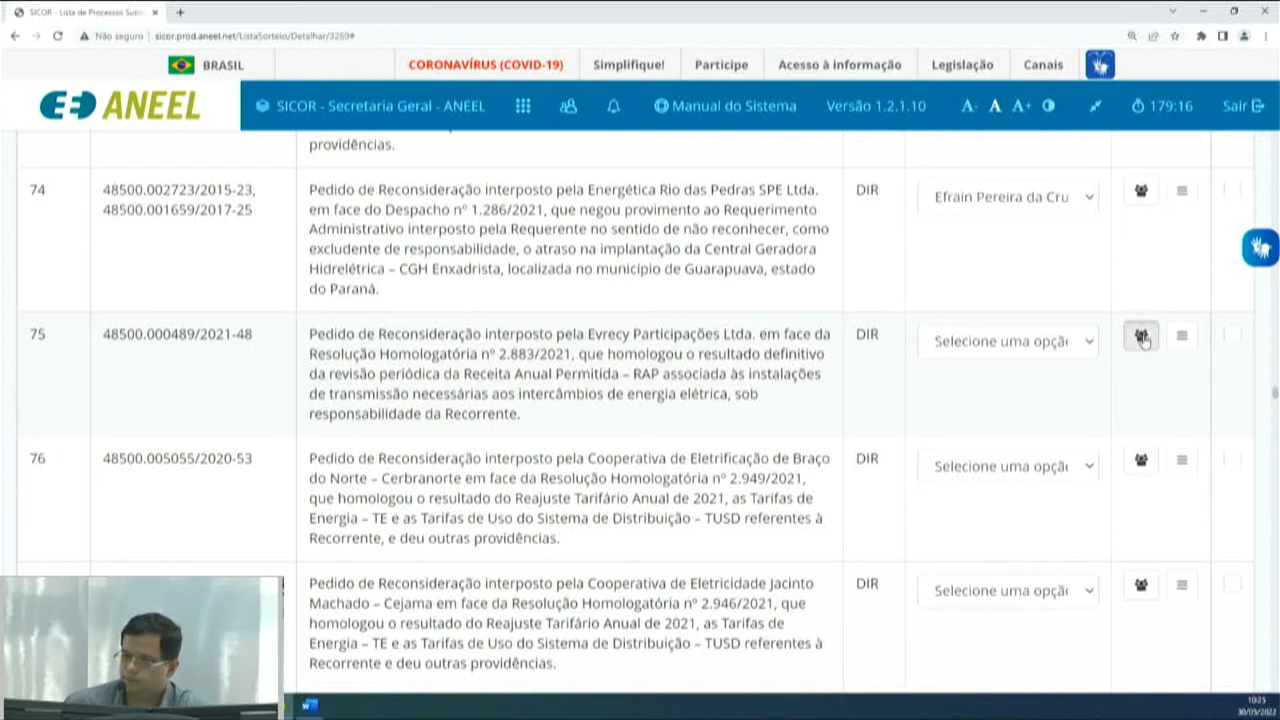 SICOR - Lista de Processos Sub
Não seguro | sicor.prod.aneel.net/ListaSorteio/Detalhar/3269#
BRASIL
CORONAVÍRUS (COVID-19)
Simplifique!
Participe
Acesso à informação
Legislação
Canais
ANEEL
SICOR - Secretaria Geral - ANEEL
Manual do Sistema
Versão 1.2.1.10
A- A A+
179:16
Sair
providências.
74
48500.002723/2015-23,
48500.001659/2017-25
Pedido de Reconsideração interposto pela Energética Rio das Pedras SPE Ltda.
em face do Despacho nº 1.286/2021, que negou provimento ao Requerimento
Administrativo interposto pela Requerente no sentido de não reconhecer, como
excludente de responsabilidade, o atraso na implantação da Central Geradora
Hidrelétrica – CGH Enxadrista, localizada no município de Guarapuava, estado
do Paraná.
DIR
Efrain Pereira da Cru
75
48500.000489/2021-48
Pedido de Reconsideração interposto pela Evrecy Participações Ltda. em face da
Resolução Homologatória nº 2.883/2021, que homologou o resultado definitivo
da revisão periódica da Receita Anual Permitida – RAP associada às instalações
de transmissão necessárias aos intercâmbios de energia elétrica, sob
responsabilidade da Recorrente.
DIR
Selecione uma opçã
76
48500.005055/2020-53
Pedido de Reconsideração interposto pela Cooperativa de Eletrificação de Braço
do Norte – Cerbranorte em face da Resolução Homologatória nº 2.949/2021,
que homologou o resultado do Reajuste Tarifário Anual de 2021, as Tarifas de
Energia – TE e as Tarifas de Uso do Sistema de Distribuição – TUSD referentes à
Recorrente, e deu outras providências.
DIR
Selecione uma opçã
Pedido de Reconsideração interposto pela Cooperativa de Eletricidade Jacinto
Machado – Cejama em face da Resolução Homologatória nº 2.946/2021, que
homologou o resultado do Reajuste Tarifário Anual de 2021, as Tarifas de
Energia – TE e as Tarifas de Uso do Sistema de Distribuição – TUSD referentes à
Recorrente e deu outras providências.
DIR
Selecione uma opçã
10:25
30/05/2022